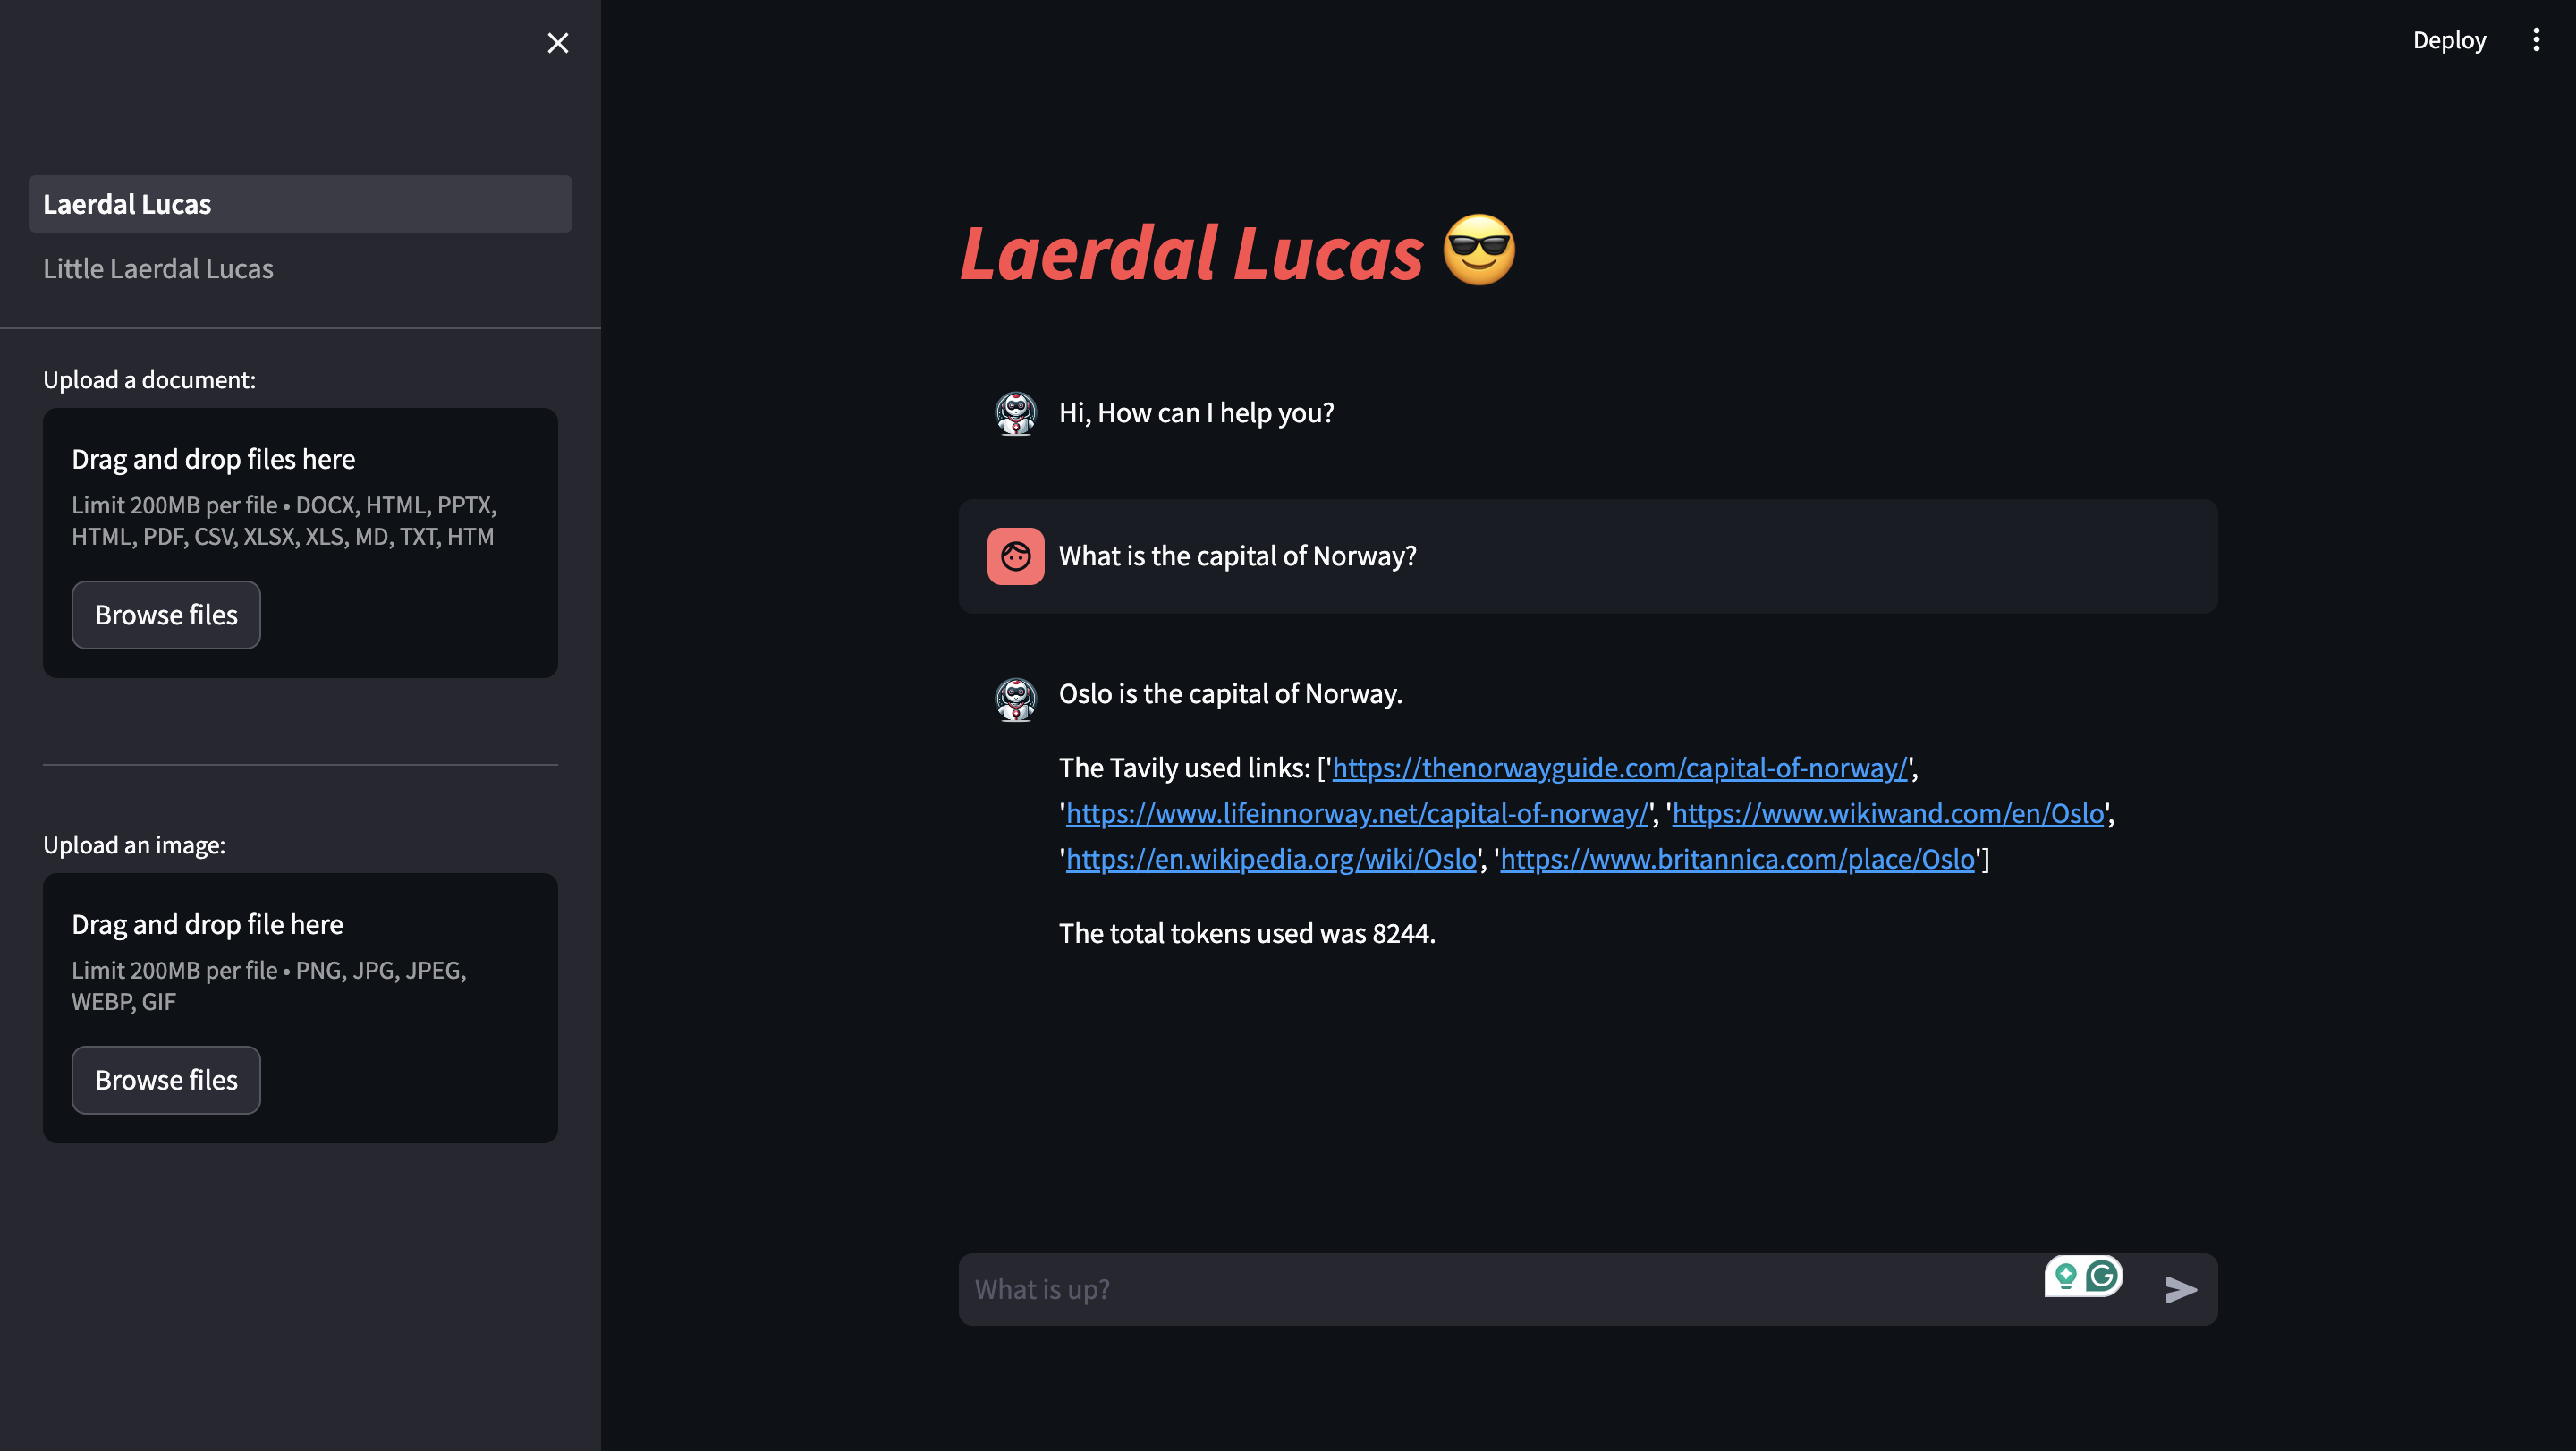 Deploy
Laerdal Lucas
Little Laerdal Lucas
Upload a document:
Drag and drop files here
Limit 200MB per file • DOCX, HTML, PPTX,
HTML, PDF, CSV, XLSX, XLS, MD, TXT, HTM
Browse files
Upload an image:
Drag and drop file here
Limit 200MB per file • PNG, JPG, JPEG,
WEBP, GIF
Browse files
Laerdal Lucas 😎
Hi, How can I help you?
What is the capital of Norway?
Oslo is the capital of Norway.
The Tavily used links: ['https://thenorwayguide.com/capital-of-norway/',
'https://www.lifeinnorway.net/capital-of-norway/', 'https://www.wikiwand.com/en/Oslo',
'https://en.wikipedia.org/wiki/Oslo', 'https://www.britannica.com/place/Oslo']
The total tokens used was 8244.
What is up?